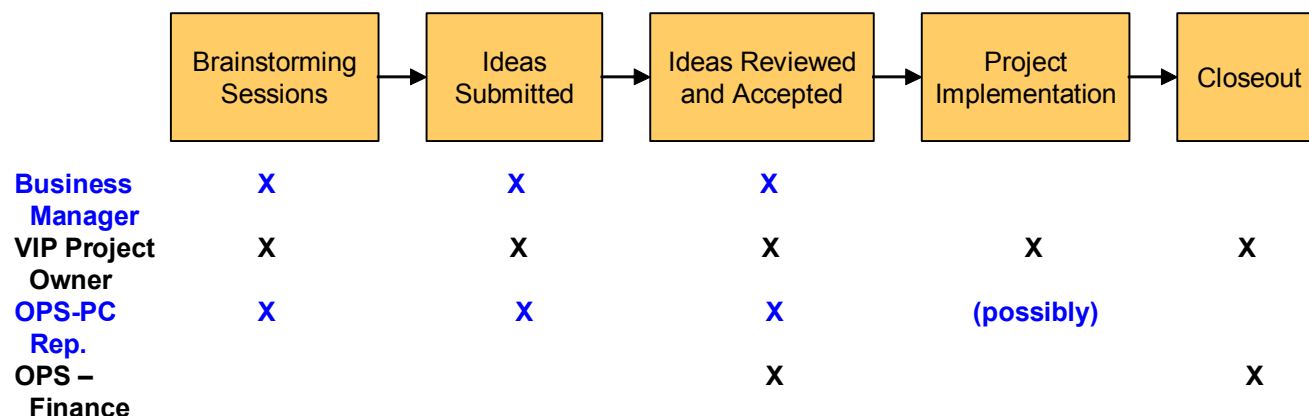 Brainstorming
Sessions
Ideas
Submitted
Ideas Reviewed
and Accepted
Project
Implementation
Closeout
Business X X X
Manager
VIP Project X X X X X
Owner
OPS-PC X X X (possibly)
Rep.
OPS – X X
Finance